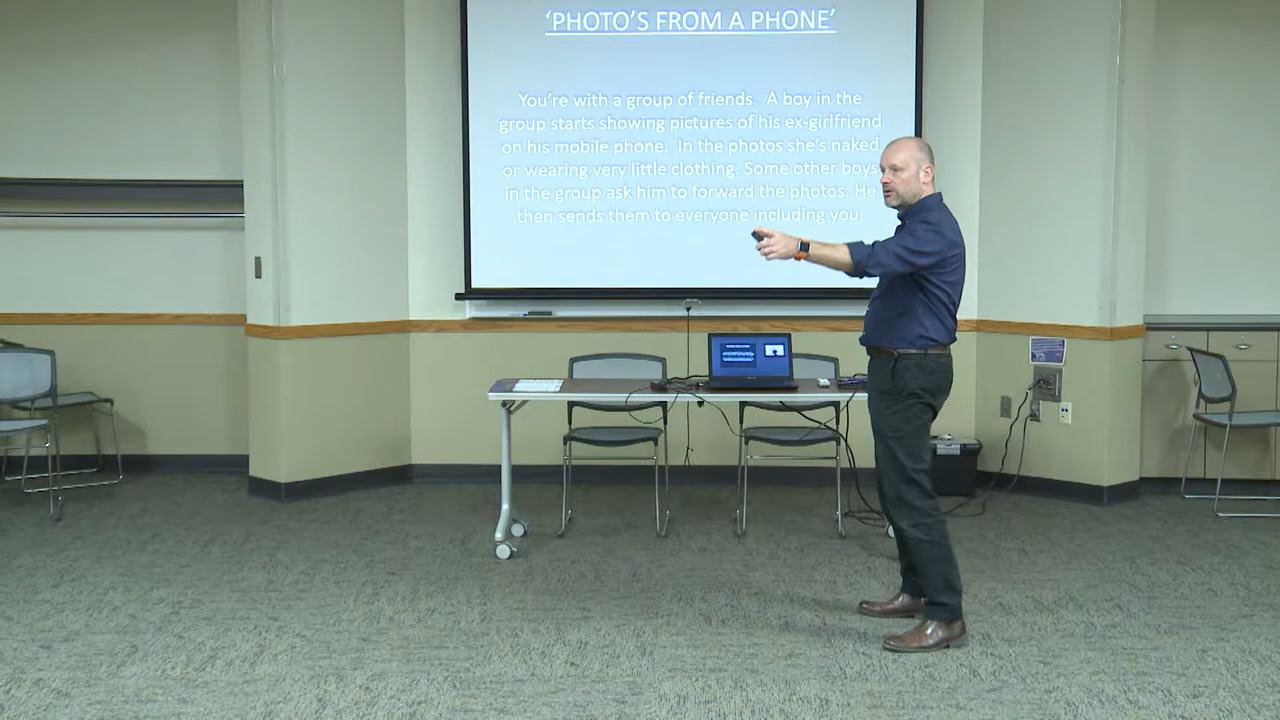 ‘PHOTO’S FROM A PHONE’
You’re with a group of friends.  A boy in the
group starts showing pictures of his ex-girlfriend
on his mobile phone.  In the photos she’s naked
or wearing very little clothing. Some other boys
in the group ask him to forward the photos. He
then sends them to everyone including you.